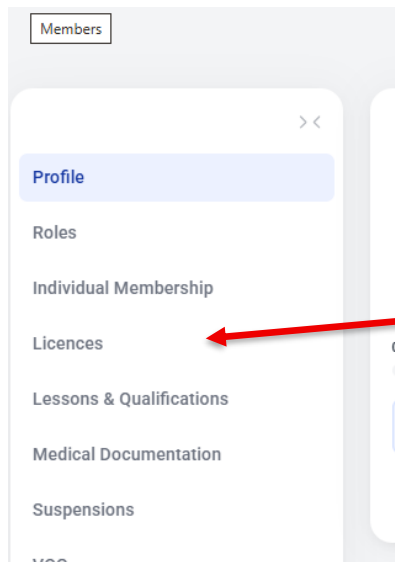 Members
Profile
Roles
Individual Membership
Licences
Lessons & Qualifications
Medical Documentation
Suspensions